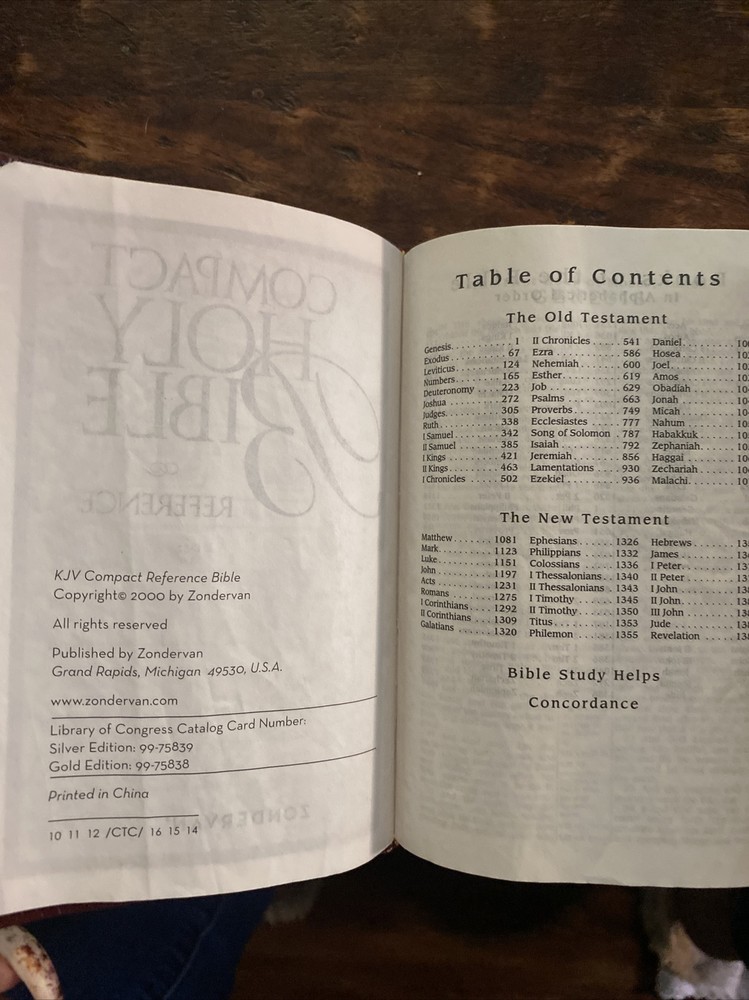 COMPACT
HOLY
BIBLE
REFERENCE
KJV Compact Reference Bible
Copyright© 2000 by Zondervan
All rights reserved
Published by Zondervan
Grand Rapids, Michigan 49530, U.S.A.
www.zondervan.com
Library of Congress Catalog Card Number:
Silver Edition: 99-75839
Gold Edition: 99-75838
Printed in China
ZONDERVAN
10 11 12 /CTC/ 16 15 14
Table of Contents
In Alphabetical Order
The Old Testament
Genesis. . . . . . . . . . 1 II Chronicles . . . . . 541 Daniel. . . . . . . . .
Exodus . . . . . . . . . 67 Ezra . . . . . . . . . . 586 Hosea. . . . . . . . .
Leviticus . . . . . . . 124 Nehemiah . . . . . . . 600 Joel. . . . . . . . . .
Numbers. . . . . . . . 165 Esther. . . . . . . . . 619 Amos . . . . . . . . .
Deuteronomy . . . . 223 Job . . . . . . . . . . 629 Obadiah . . . . . . .
Joshua . . . . . . . . 272 Psalms . . . . . . . . 663 Jonah . . . . . . . .
Judges. . . . . . . . . 305 Proverbs. . . . . . . . 749 Micah . . . . . . . .
Ruth . . . . . . . . . . 338 Ecclesiastes . . . . . 777 Nahum . . . . . . . .
I Samuel . . . . . . . 342 Song of Solomon . 787 Habakkuk . . . . . .
II Samuel . . . . . . . 385 Isaiah . . . . . . . . . 792 Zephaniah. . . . . .
I Kings . . . . . . . . 421 Jeremiah . . . . . . . 856 Haggai . . . . . . . .
II Kings . . . . . . . . 463 Lamentations . . . . 930 Zechariah . . . . . .
I Chronicles . . . . . 502 Ezekiel . . . . . . . . 936 Malachi. . . . . . . .
The New Testament
Matthew . . . . . . . 1081 Ephesians . . . . . . 1326 Hebrews . . . . . . .
Mark. . . . . . . . . . 1123 Philippians . . . . . 1332 James . . . . . . . .
Luke. . . . . . . . . . 1151 Colossians . . . . . 1336 I Peter. . . . . . . .
John . . . . . . . . . 1197 I Thessalonians. . 1340 II Peter . . . . . . .
Acts . . . . . . . . . . 1231 II Thessalonians . 1343 I John . . . . . . . .
Romans . . . . . . . 1275 I Timothy . . . . . . 1345 II John. . . . . . . .
I Corinthians . . . . 1292 II Timothy. . . . . . 1350 III John . . . . . . .
II Corinthians . . . . 1309 Titus. . . . . . . . . . 1353 Jude . . . . . . . . .
Galatians . . . . . . 1320 Philemon . . . . . . 1355 Revelation . . . . .
Bible Study Helps
Concordance